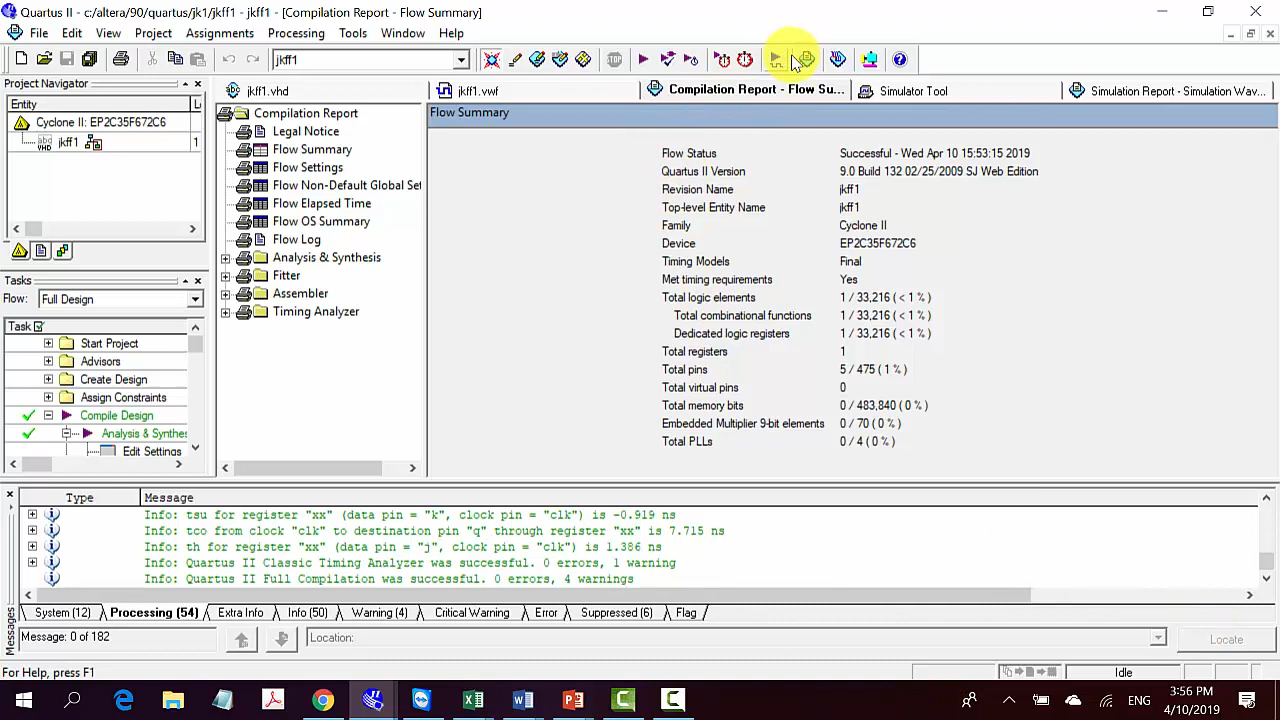 Quartus II - c:/altera/90/quartus/jk1/jkff1 - jkff1 - [Compilation Report - Flow Summary]
File Edit View Project Assignments Processing Tools Window Help
jkff1
Project Navigator
Entity
Cyclone II: EP2C35F672C6
abc
VHD
jkff1
1
Tasks
Flow: Full Design
Task
Start Project
Advisors
Create Design
Assign Constraints
Compile Design
Analysis & Synthes
Edit Settings
jkff1.vhd
jkff1.vwf
Compilation Report - Flow Su...
Simulator Tool
Simulation Report - Simulation Wav...
Compilation Report
Legal Notice
Flow Summary
Flow Settings
Flow Non-Default Global Set
Flow Elapsed Time
Flow OS Summary
Flow Log
Analysis & Synthesis
Fitter
Assembler
Timing Analyzer
Flow Summary
Flow Status Successful - Wed Apr 10 15:53:15 2019
Quartus II Version 9.0 Build 132 02/25/2009 SJ Web Edition
Revision Name jkff1
Top-level Entity Name jkff1
Family Cyclone II
Device EP2C35F672C6
Timing Models Final
Met timing requirements Yes
Total logic elements 1 / 33,216 ( < 1 % )
Total combinational functions 1 / 33,216 ( < 1 % )
Dedicated logic registers 1 / 33,216 ( < 1 % )
Total registers 1
Total pins 5 / 475 ( 1 % )
Total virtual pins 0
Total memory bits 0 / 483,840 ( 0 % )
Embedded Multiplier 9-bit elements 0 / 70 ( 0 % )
Total PLLs 0 / 4 ( 0 % )
Type Message
Info: tsu for register "xx" (data pin = "k", clock pin = "clk") is -0.919 ns
Info: tco from clock "clk" to destination pin "q" through register "xx" is 7.715 ns
Info: th for register "xx" (data pin = "j", clock pin = "clk") is 1.386 ns
Info: Quartus II Classic Timing Analyzer was successful. 0 errors, 1 warning
Info: Quartus II Full Compilation was successful. 0 errors, 4 warnings
System (12) Processing (54) Extra Info Info (50) Warning (4) Critical Warning Error Suppressed (6) Flag
Messages
Message: 0 of 182
Location:
Locate
For Help, press F1
Idle
ENG
3:56 PM
4/10/2019